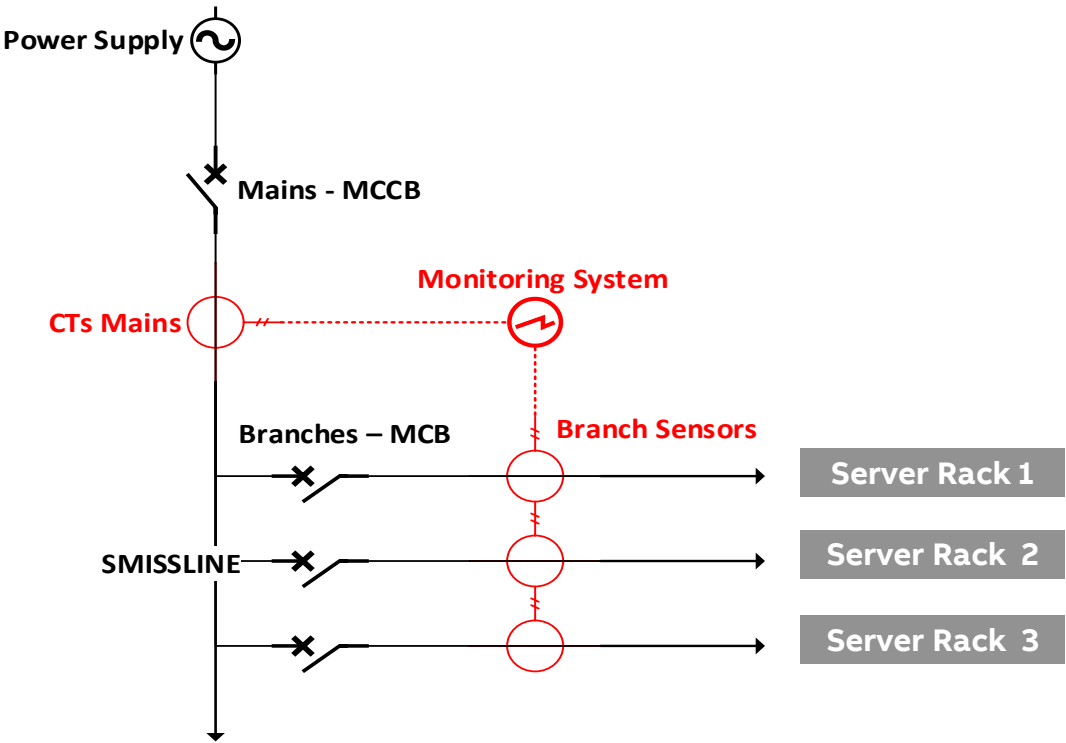 Power Supply
Mains - MCCB
Monitoring System
CTs Mains
Branches – MCB
Branch Sensors
Server Rack 1
SMISSLINE
Server Rack 2
Server Rack 3